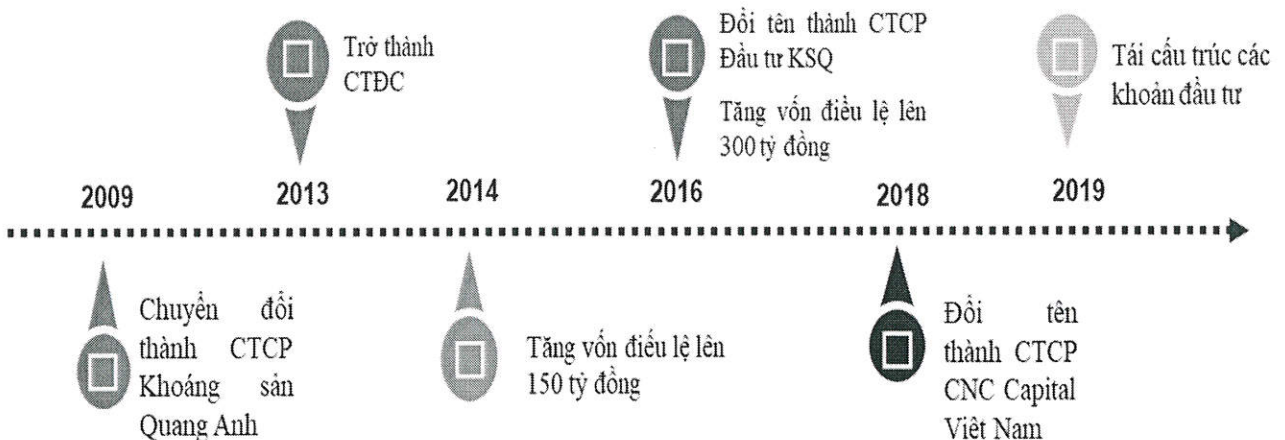 Trở thành
CTĐC
Đổi tên thành CTCP
Đầu tư KSQ
Tăng vốn điều lệ lên
300 tỷ đồng
Tái cấu trúc các
khoản đầu tư
2009
2013
2014
2016
2018
2019
Chuyển đổi
thành CTCP
Khoáng sản
Quang Anh
Tăng vốn điều lệ lên
150 tỷ đồng
Đổi tên
thành CTCP
CNC Capital
Việt Nam